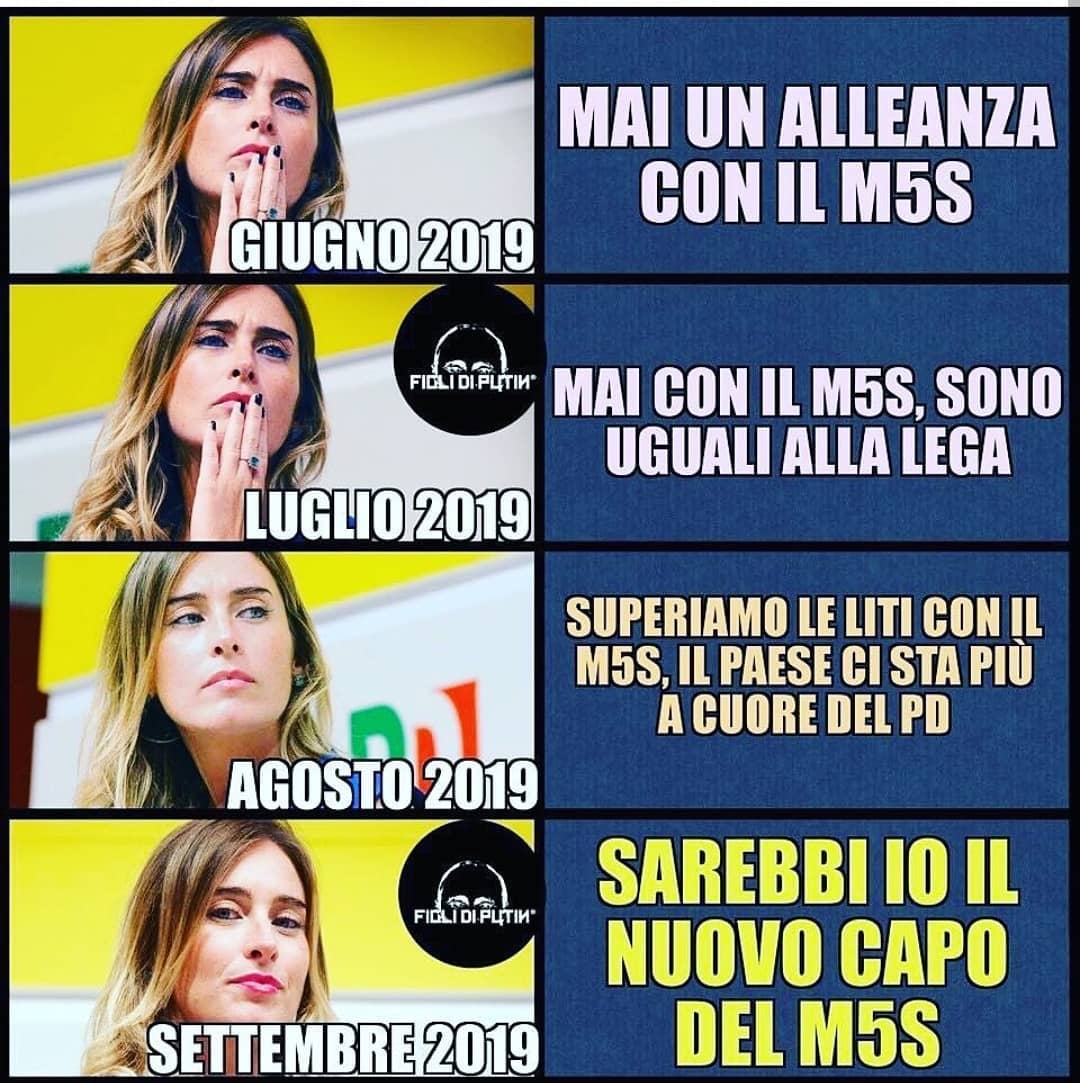 GIUGNO 2019
MAI UN ALLEANZA
CON IL M5S
FIGLI DI PUTIN®
LUGLIO 2019
MAI CON IL M5S, SONO
UGUALI ALLA LEGA
AGOSTO 2019
SUPERIAMO LE LITI CON IL
M5S, IL PAESE CI STA PIÙ
A CUORE DEL PD
FIGLI DI PUTIN®
SETTEMBRE 2019
SAREBBI IO IL
NUOVO CAPO
DEL M5S